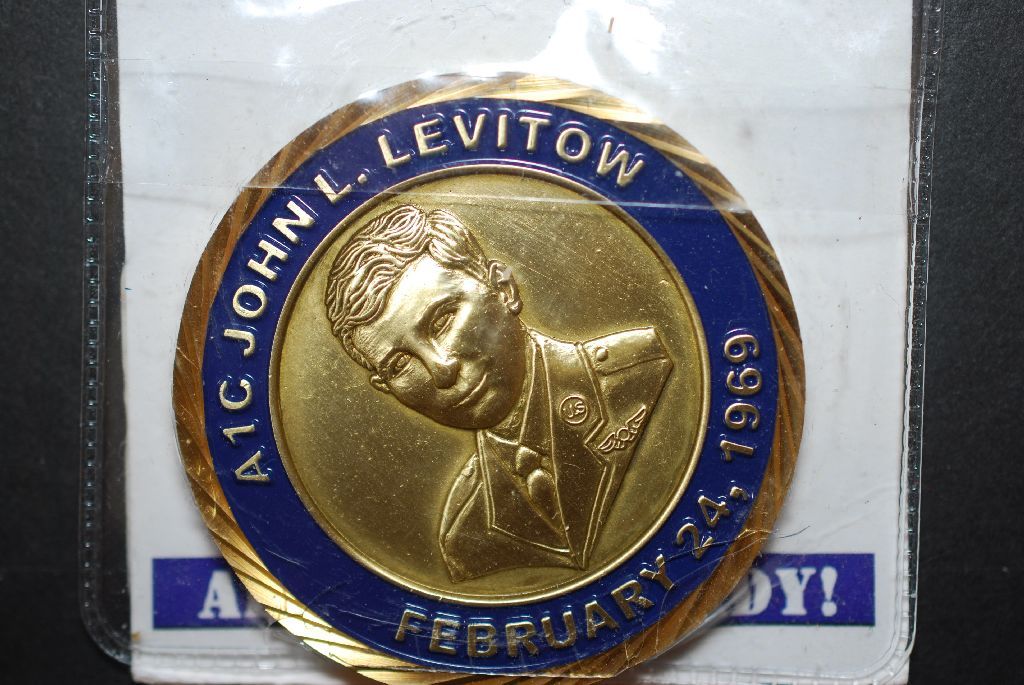 A1C JOHN L. LEVITOW
FEBRUARY 24, 1969
US